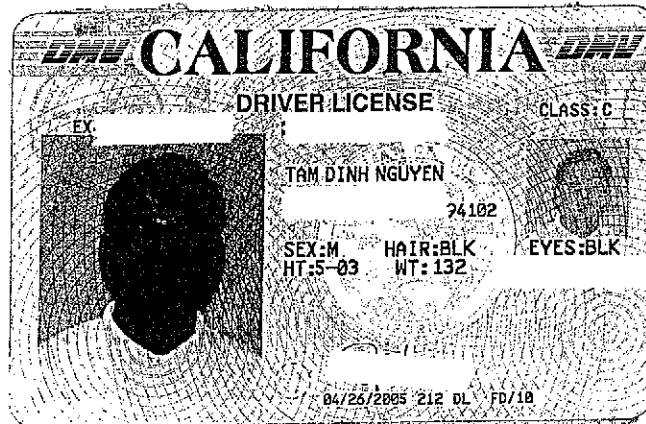 DMV CALIFORNIA DMV
DRIVER LICENSE
CLASS:C
EX
TAM DINH NGUYEN
94102
SEX:M HAIR:BLK EYES:BLK
HT:5-03 WT:132
04/26/2005 212 DL FD/10